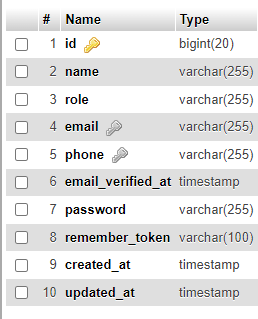 # Name Type
1 id bigint(20)
2 name varchar(255)
3 role varchar(255)
4 email varchar(255)
5 phone varchar(255)
6 email_verified_at timestamp
7 password varchar(255)
8 remember_token varchar(100)
9 created_at timestamp
10 updated_at timestamp